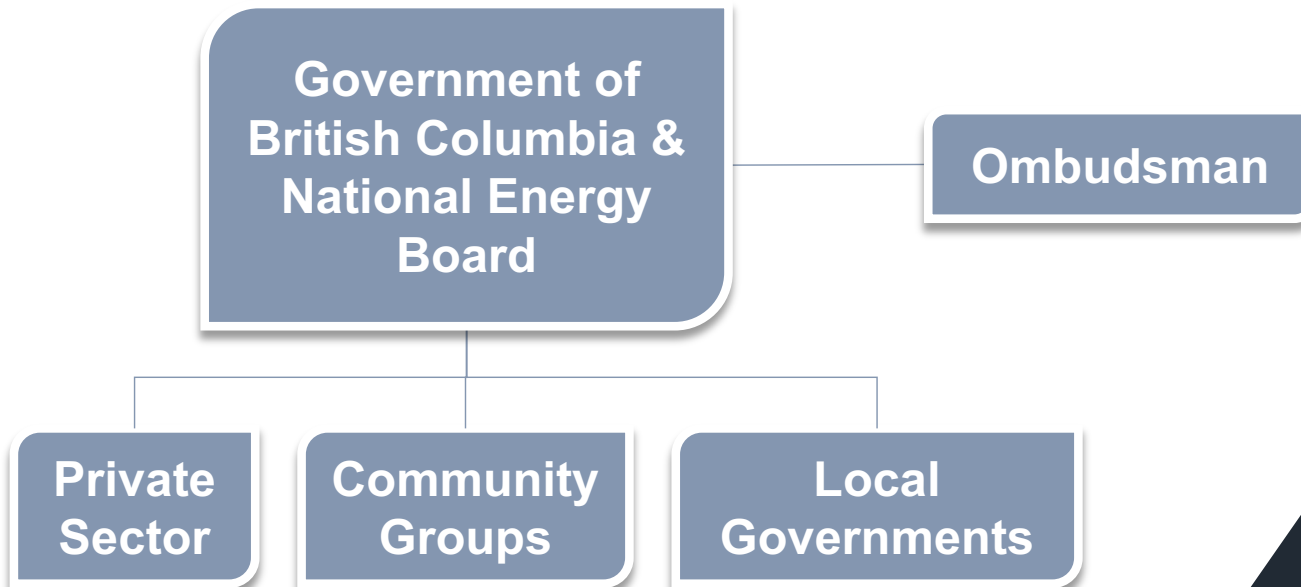 Government of
British Columbia &
National Energy
Board
Ombudsman
Private
Sector
Community
Groups
Local
Governments